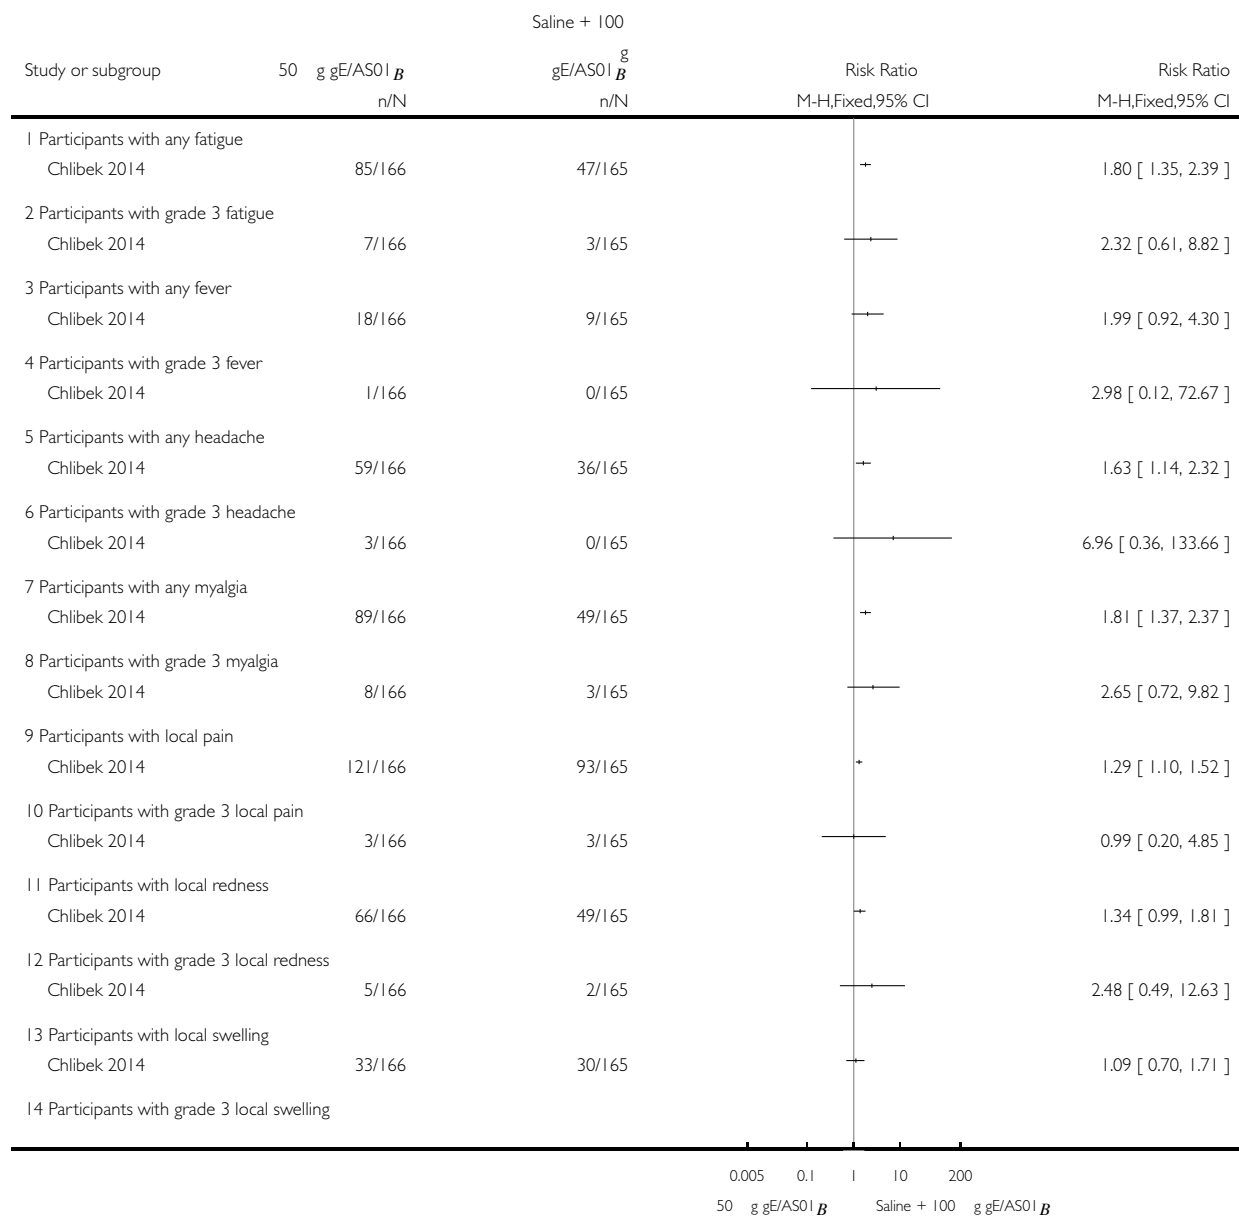 Saline + 100
g
Study or subgroup 50 g gE/AS01B gE/AS01B Risk Ratio Risk Ratio
n/N n/N M-H,Fixed,95% CI M-H,Fixed,95% CI
1 Participants with any fatigue
Chlibek 2014 85/166 47/165 1.80 [ 1.35, 2.39 ]
2 Participants with grade 3 fatigue
Chlibek 2014 7/166 3/165 2.32 [ 0.61, 8.82 ]
3 Participants with any fever
Chlibek 2014 18/166 9/165 1.99 [ 0.92, 4.30 ]
4 Participants with grade 3 fever
Chlibek 2014 1/166 0/165 2.98 [ 0.12, 72.67 ]
5 Participants with any headache
Chlibek 2014 59/166 36/165 1.63 [ 1.14, 2.32 ]
6 Participants with grade 3 headache
Chlibek 2014 3/166 0/165 6.96 [ 0.36, 133.66 ]
7 Participants with any myalgia
Chlibek 2014 89/166 49/165 1.81 [ 1.37, 2.37 ]
8 Participants with grade 3 myalgia
Chlibek 2014 8/166 3/165 2.65 [ 0.72, 9.82 ]
9 Participants with local pain
Chlibek 2014 121/166 93/165 1.29 [ 1.10, 1.52 ]
10 Participants with grade 3 local pain
Chlibek 2014 3/166 3/165 0.99 [ 0.20, 4.85 ]
11 Participants with local redness
Chlibek 2014 66/166 49/165 1.34 [ 0.99, 1.81 ]
12 Participants with grade 3 local redness
Chlibek 2014 5/166 2/165 2.48 [ 0.49, 12.63 ]
13 Participants with local swelling
Chlibek 2014 33/166 30/165 1.09 [ 0.70, 1.71 ]
14 Participants with grade 3 local swelling
0.005 0.1 1 10 200
50 g gE/AS01B Saline + 100 g gE/AS01B